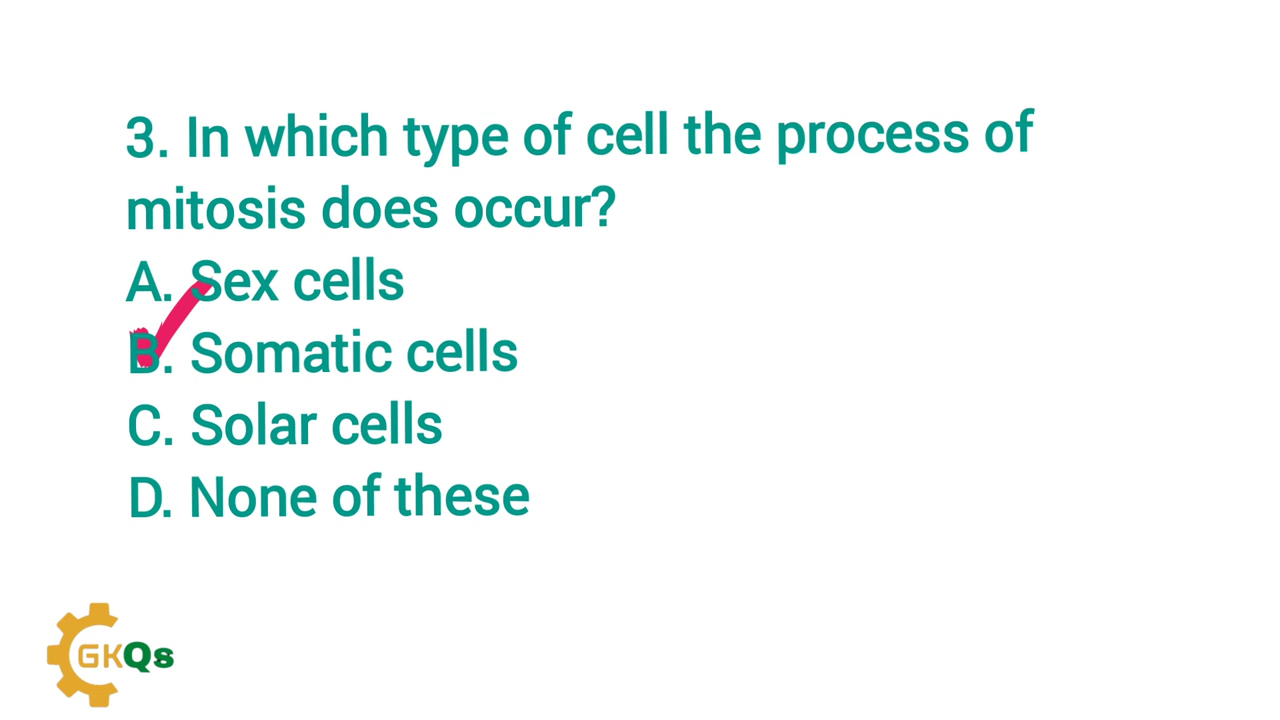 3. In which type of cell the process of
mitosis does occur?
A. Sex cells
B. Somatic cells
C. Solar cells
D. None of these
GKQs